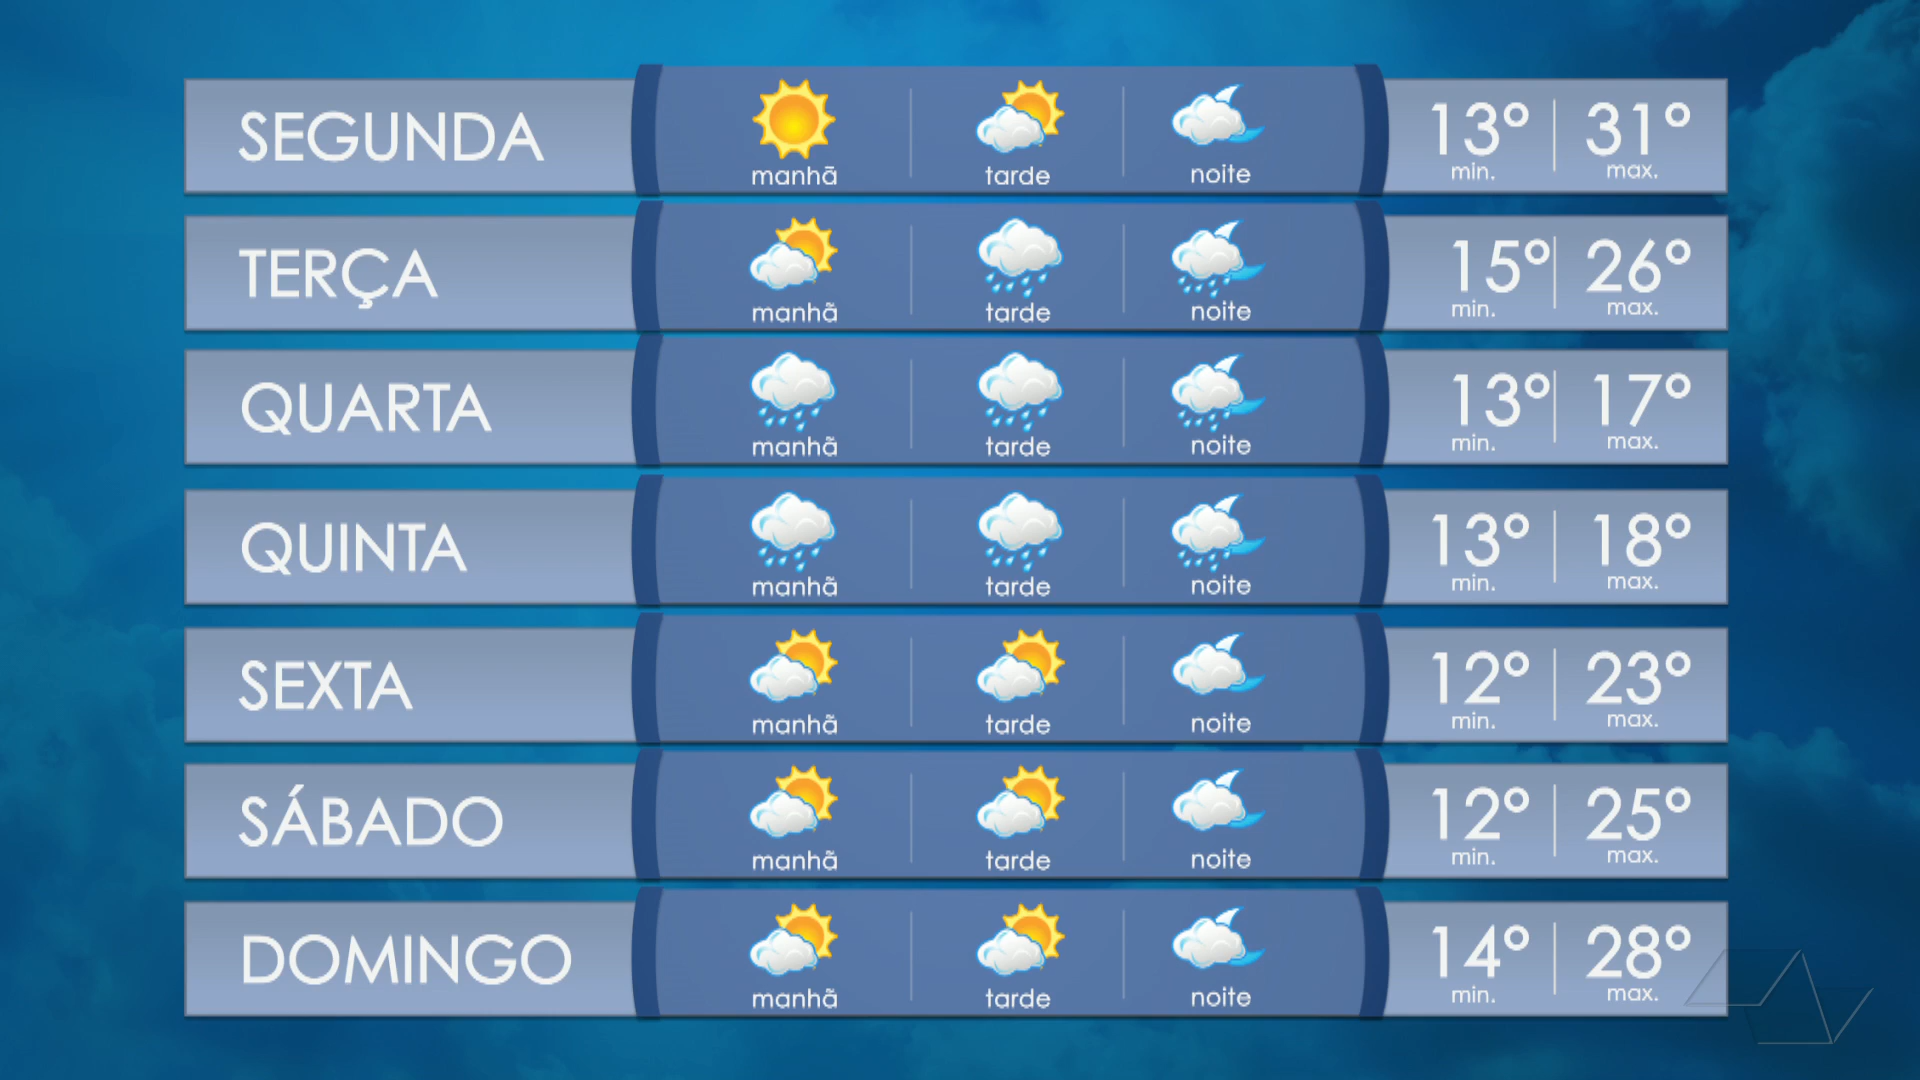 SEGUNDA manhã tarde noite 13° min. 31° max.
TERÇA manhã tarde noite 15° min. 26° max.
QUARTA manhã tarde noite 13° min. 17° max.
QUINTA manhã tarde noite 13° min. 18° max.
SEXTA manhã tarde noite 12° min. 23° max.
SÁBADO manhã tarde noite 12° min. 25° max.
DOMINGO manhã tarde noite 14° min. 28° max.